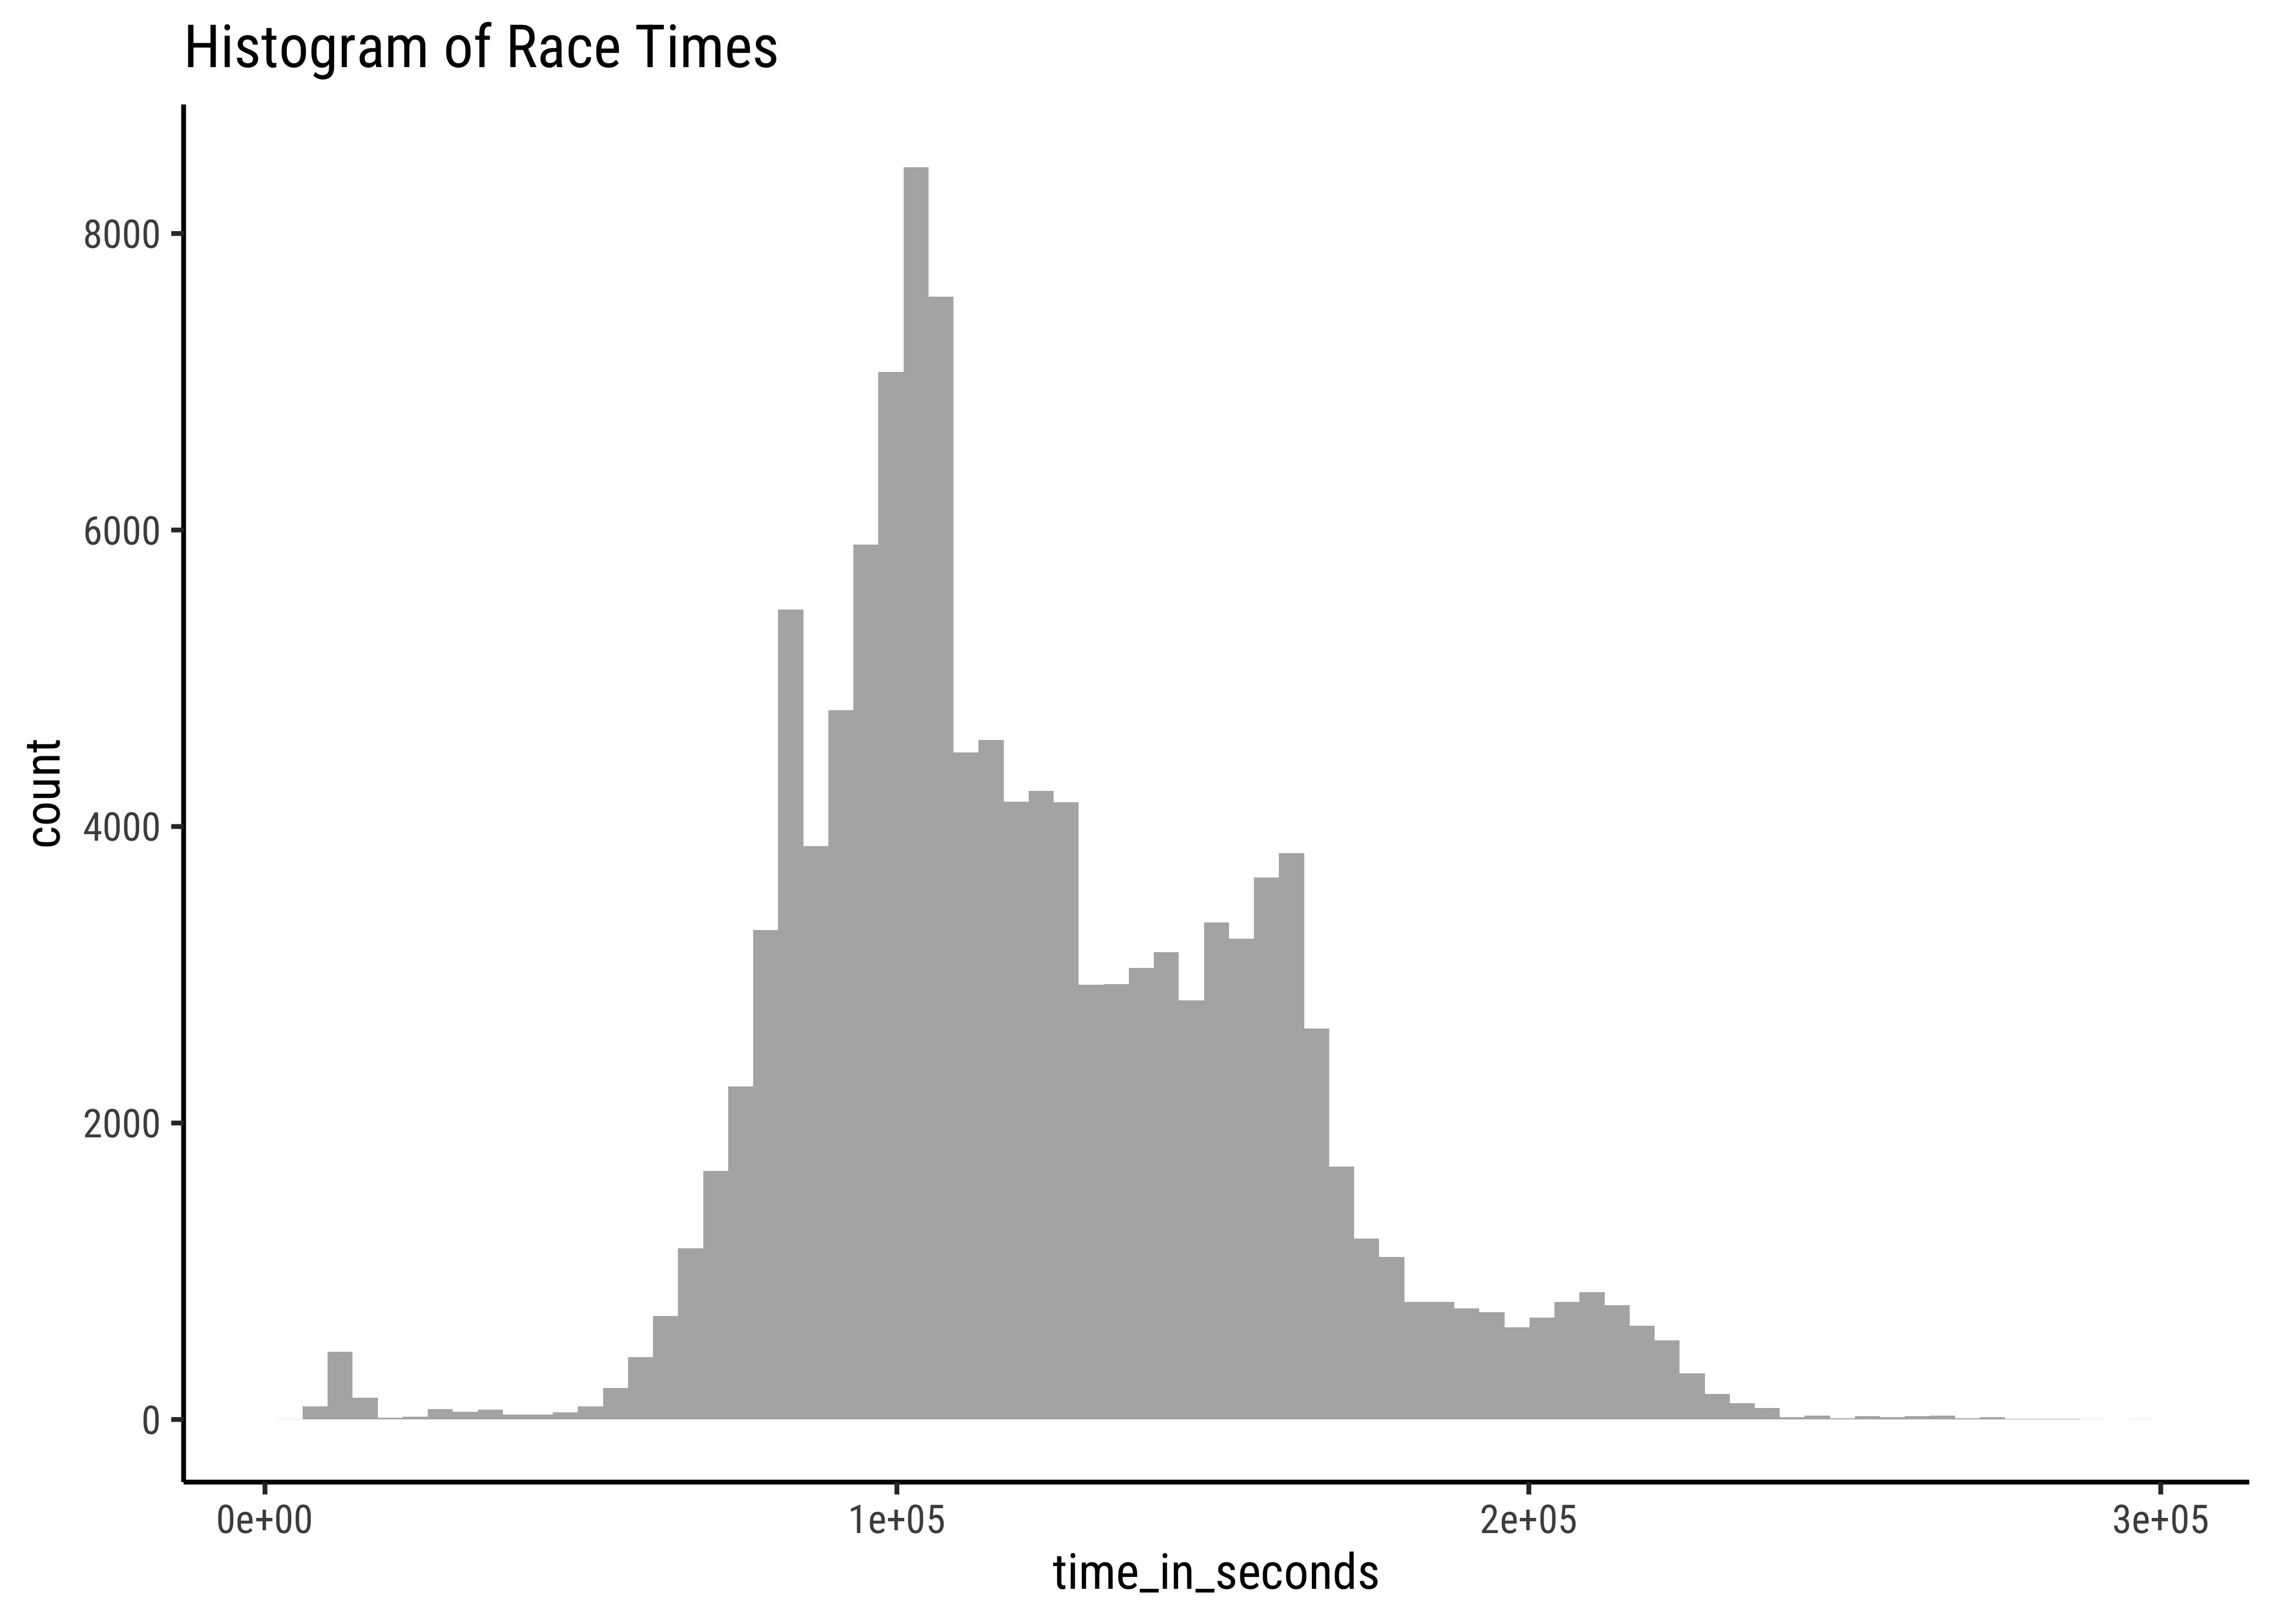 Histogram of Race Times
count
8000
6000
4000
2000
0
0e+00 1e+05 2e+05 3e+05
time_in_seconds